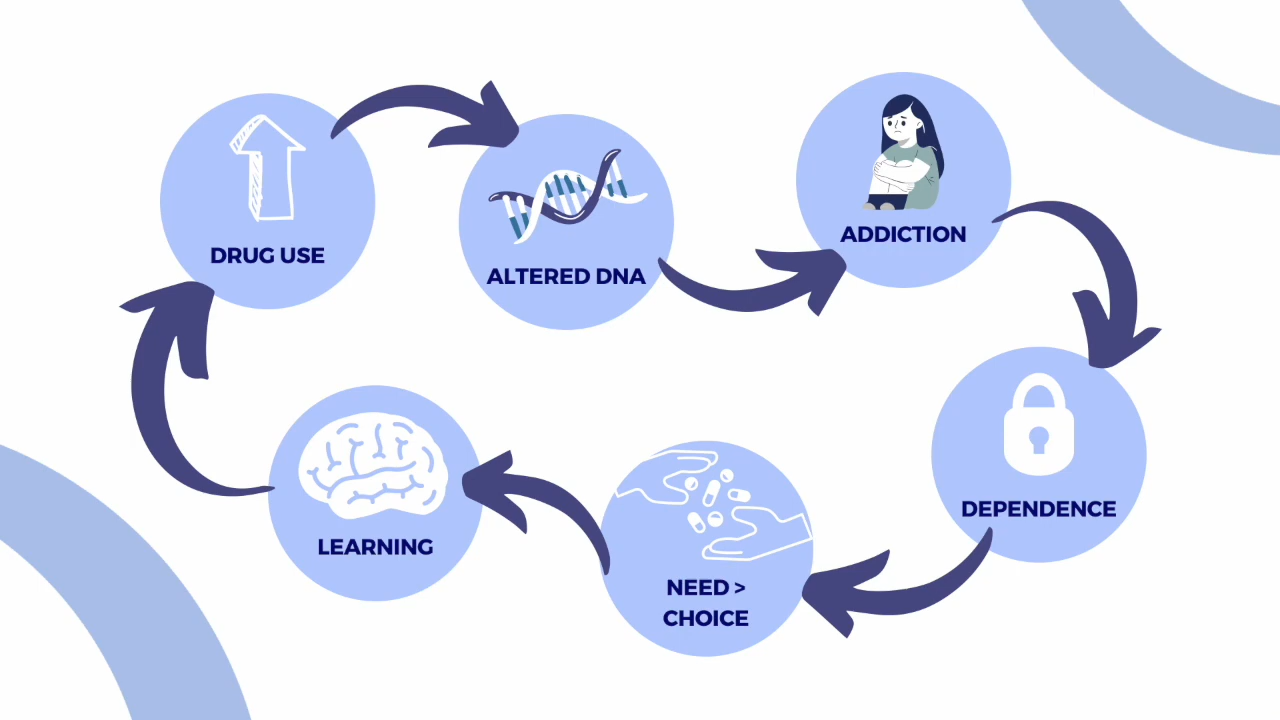 DRUG USE
ALTERED DNA
ADDICTION
DEPENDENCE
NEED >
CHOICE
LEARNING